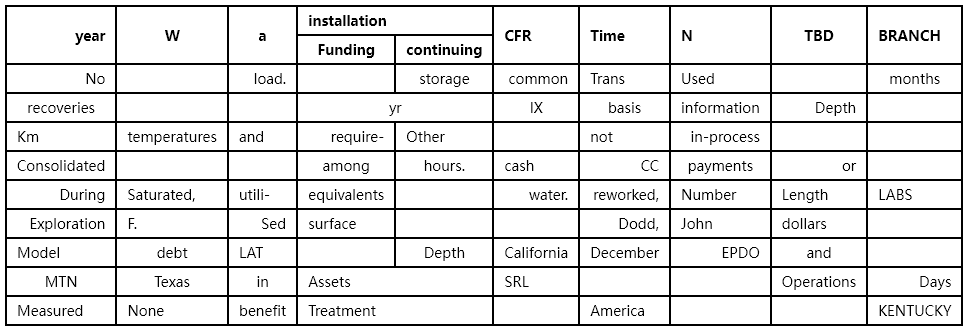 year W a installation CFR Time N TBD BRANCH
Funding continuing
No load. storage common Trans Used months
recoveries yr IX basis information Depth
Km temperatures and require- Other not in-process
Consolidated among hours. cash CC payments or
During Saturated, utili- equivalents water. reworked, Number Length LABS
Exploration F. Sed surface Dodd, John dollars
Model debt LAT Depth California December EPDO and
MTN Texas in Assets SRL Operations Days
Measured None benefit Treatment America KENTUCKY